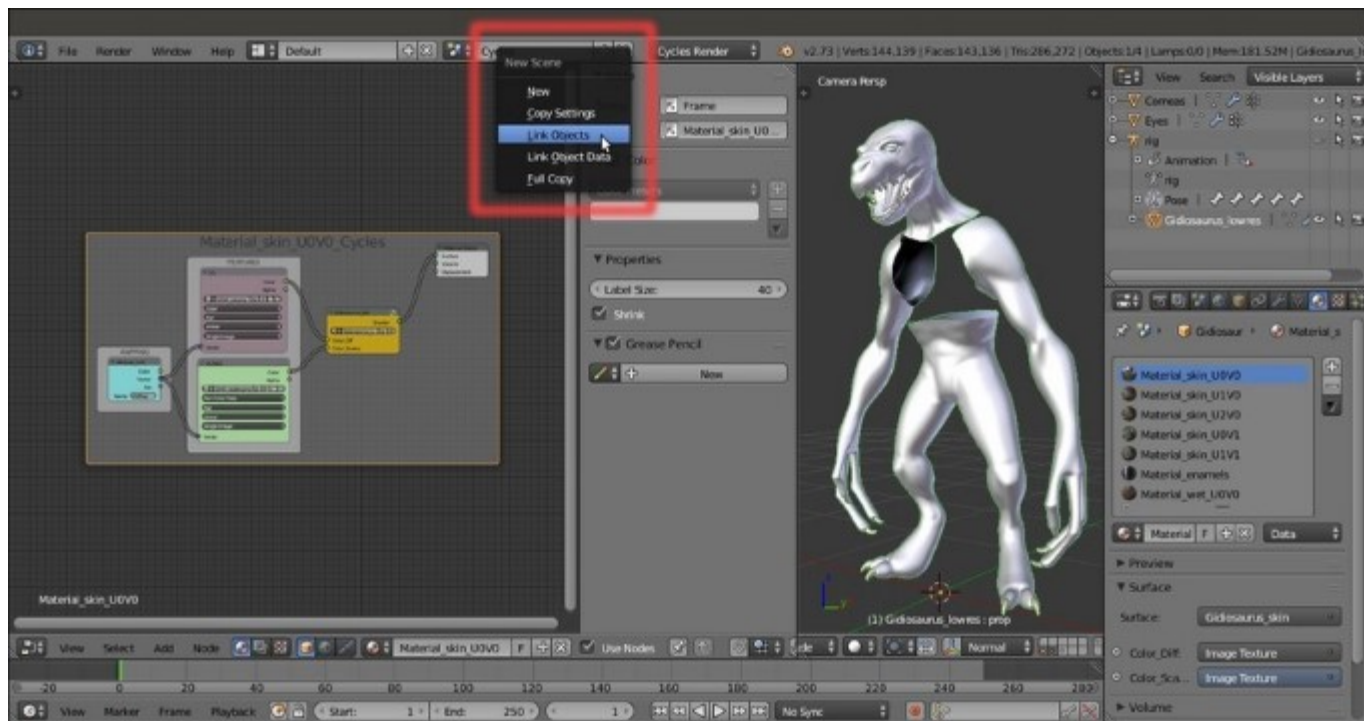 File Render Window Help Default Cy Cycles Render v2.73 | Verts:144,139 | Faces:143,136 | Tris:286,272 | Objects:1/4 | Lamps:0/0 | Mem:181.52M | Gidiosaurus_l
New Scene
New
Copy Settings
Link Objects
Link Object Data
Full Copy
Frame
Material_skin_U0...
Color
Properties
Label Size: 40
Shrink
Grease Pencil
New
Material_skin_U0V0_Cycles
Material_skin_U0V0
Camera Persp
(1) Gidiosaurus_lowres : prop
View Search Visible Layers
Corneas
Eyes
rig
Animation
rig
Pose
Gidiosaurus_lowres
Gidiosaur Material_s
Material_skin_U0V0
Material_skin_U1V0
Material_skin_U2V0
Material_skin_U0V1
Material_skin_U1V1
Material_enamels
Material_wet_U0V0
Material F Data
Preview
Surface
Surface: Gidiosaurus_skin
Color_Diff: Image Texture
Color_Sca... Image Texture
Volume
View Select Add Node Material_skin_U0V0 F Use Nodes de Normal
-20 0 20 40 60 80 100 120 140 160 180 200 220 240 260 280
View Marker Frame Playback Start: 1 End: 250 1 No Sync